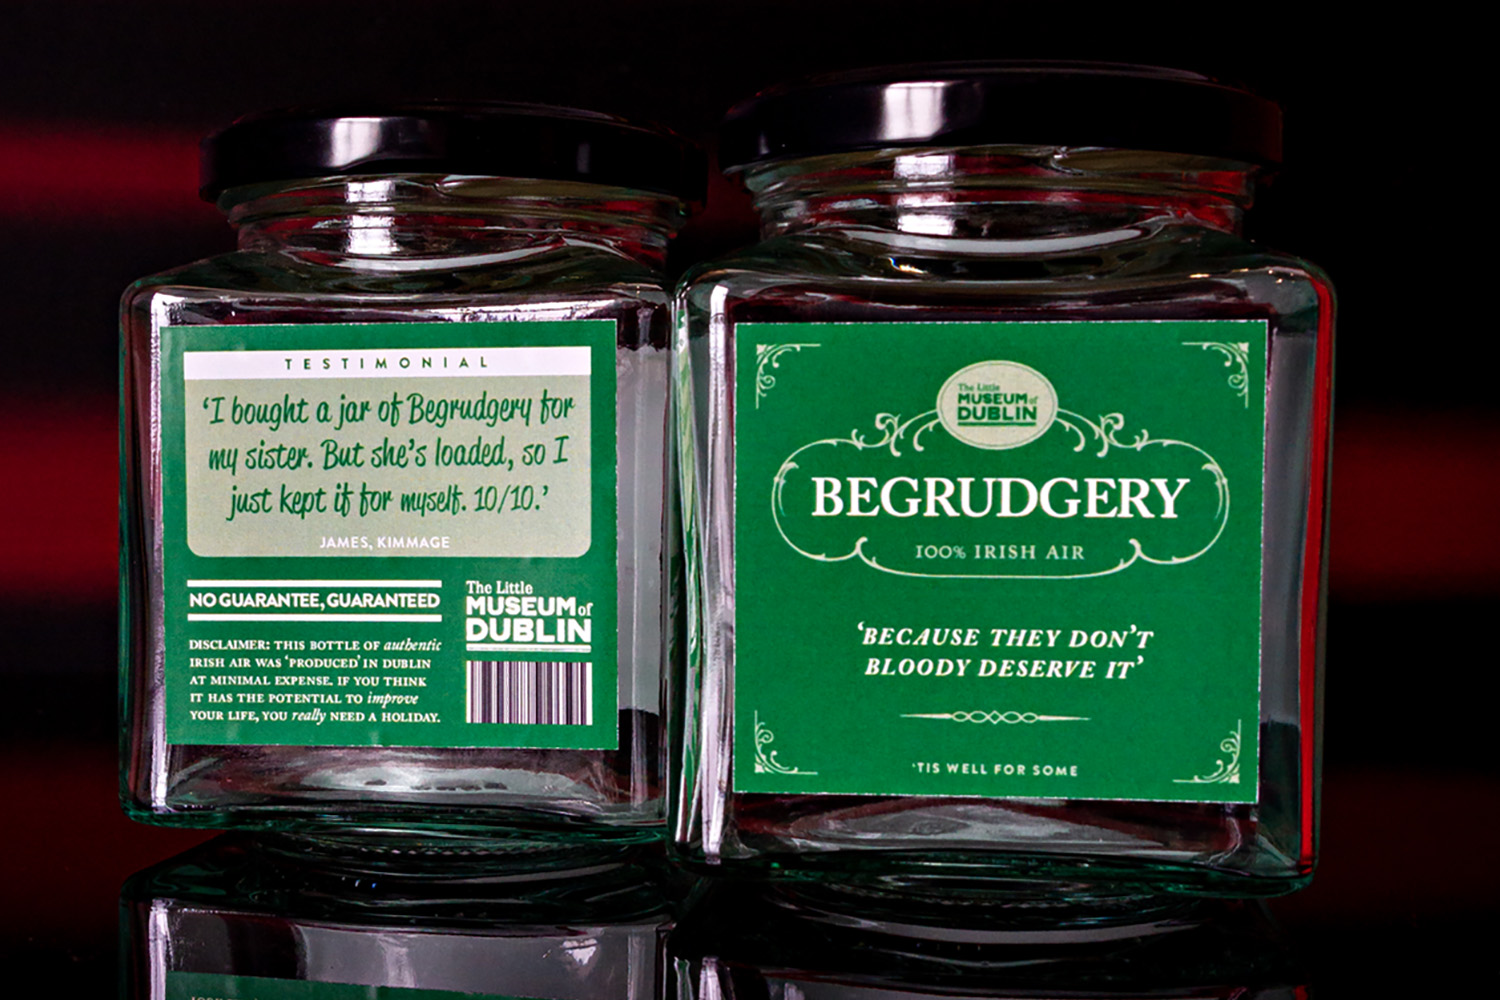 TESTIMONIAL
‘I bought a jar of Begrudgery for
my sister. But she’s loaded, so I
just kept it for myself. 10/10.’
JAMES, KIMMAGE
NO GUARANTEE, GUARANTEED
DISCLAIMER: THIS BOTTLE OF authentic
IRISH AIR WAS ‘PRODUCED’ IN DUBLIN
AT MINIMAL EXPENSE. IF YOU THINK
IT HAS THE POTENTIAL TO improve
YOUR LIFE, YOU really NEED A HOLIDAY.
The Little
MUSEUM of
DUBLIN
The Little
MUSEUM of
DUBLIN
BEGRUDGERY
100% IRISH AIR
‘BECAUSE THEY DON’T
BLOODY DESERVE IT’
‘TIS WELL FOR SOME